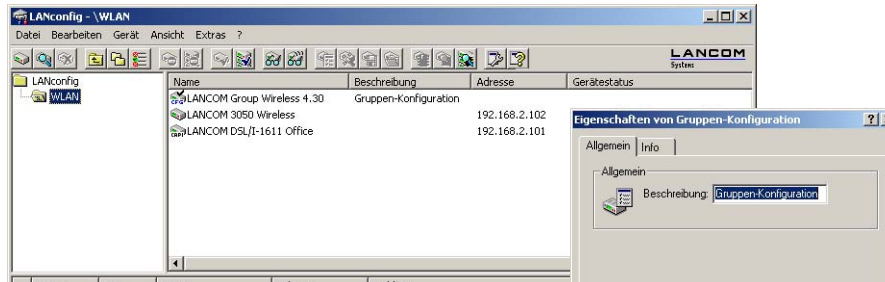 LANconfig - \WLAN
Datei Bearbeiten Gerät Ansicht Extras ?
LANCOM
Systems
LANconfig
WLAN
Name Beschreibung Adresse Gerätestatus
CFG LANCOM Group Wireless 4.30 Gruppen-Konfiguration
LANCOM 3050 Wireless 192.168.2.102
CAPI LANCOM DSL/I-1611 Office 192.168.2.101
Eigenschaften von Gruppen-Konfiguration
Allgemein Info
Allgemein
Beschreibung: Gruppen-Konfiguration